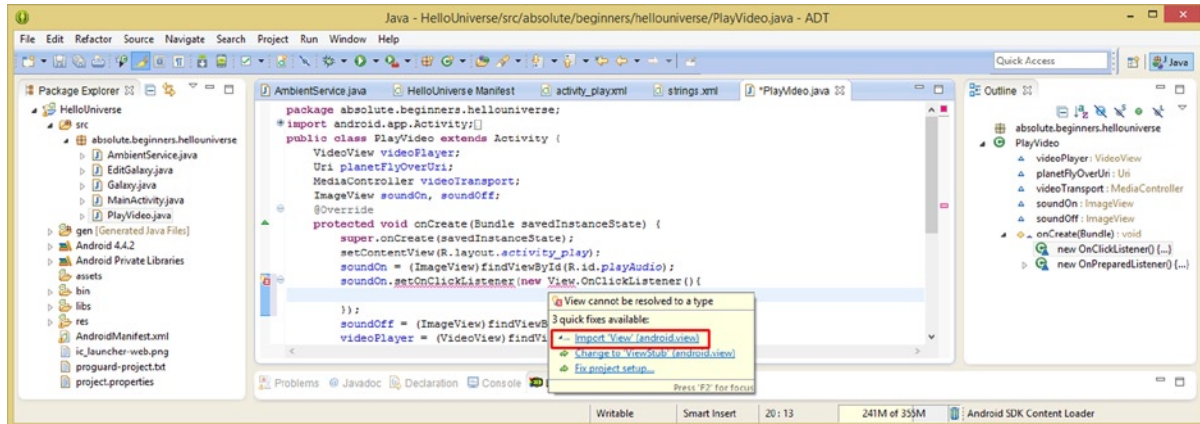 Java - HelloUniverse/src/absolute/beginners/hellouniverse/PlayVideo.java - ADT
File Edit Refactor Source Navigate Search Project Run Window Help
Quick Access
Java
Package Explorer
HelloUniverse
src
absolute.beginners.hellouniverse
AmbientService.java
EditGalaxy.java
Galaxy.java
MainActivity.java
PlayVideo.java
gen [Generated Java Files]
Android 4.4.2
Android Private Libraries
assets
bin
libs
res
AndroidManifest.xml
ic_launcher-web.png
proguard-project.txt
project.properties
AmbientService.java HelloUniverse Manifest activity_play.xml strings.xml *PlayVideo.java
package absolute.beginners.hellouniverse;
import android.app.Activity;
public class PlayVideo extends Activity {
VideoView videoPlayer;
Uri planetFlyOverUri;
MediaController videoTransport;
ImageView soundOn, soundOff;
@Override
protected void onCreate(Bundle savedInstanceState) {
super.onCreate(savedInstanceState);
setContentView(R.layout.activity_play);
soundOn = (ImageView)findViewById(R.id.playAudio);
soundOn.setOnClickListener(new View.OnClickListener(){
});
soundOff = (ImageView)findViewB
videoPlayer = (VideoView)findVi
View cannot be resolved to a type
3 quick fixes available:
Import 'View' (android.view)
Change to 'ViewStub' (android.view)
Fix project setup...
Press 'F2' for focus
Problems Javadoc Declaration Console
Outline
absolute.beginners.hellouniverse
PlayVideo
videoPlayer : VideoView
planetFlyOverUri : Uri
videoTransport : MediaController
soundOn : ImageView
soundOff : ImageView
onCreate(Bundle) : void
new OnClickListener() {...}
new OnPreparedListener() {...}
Writable Smart Insert 20 : 13 241M of 355M Android SDK Content Loader